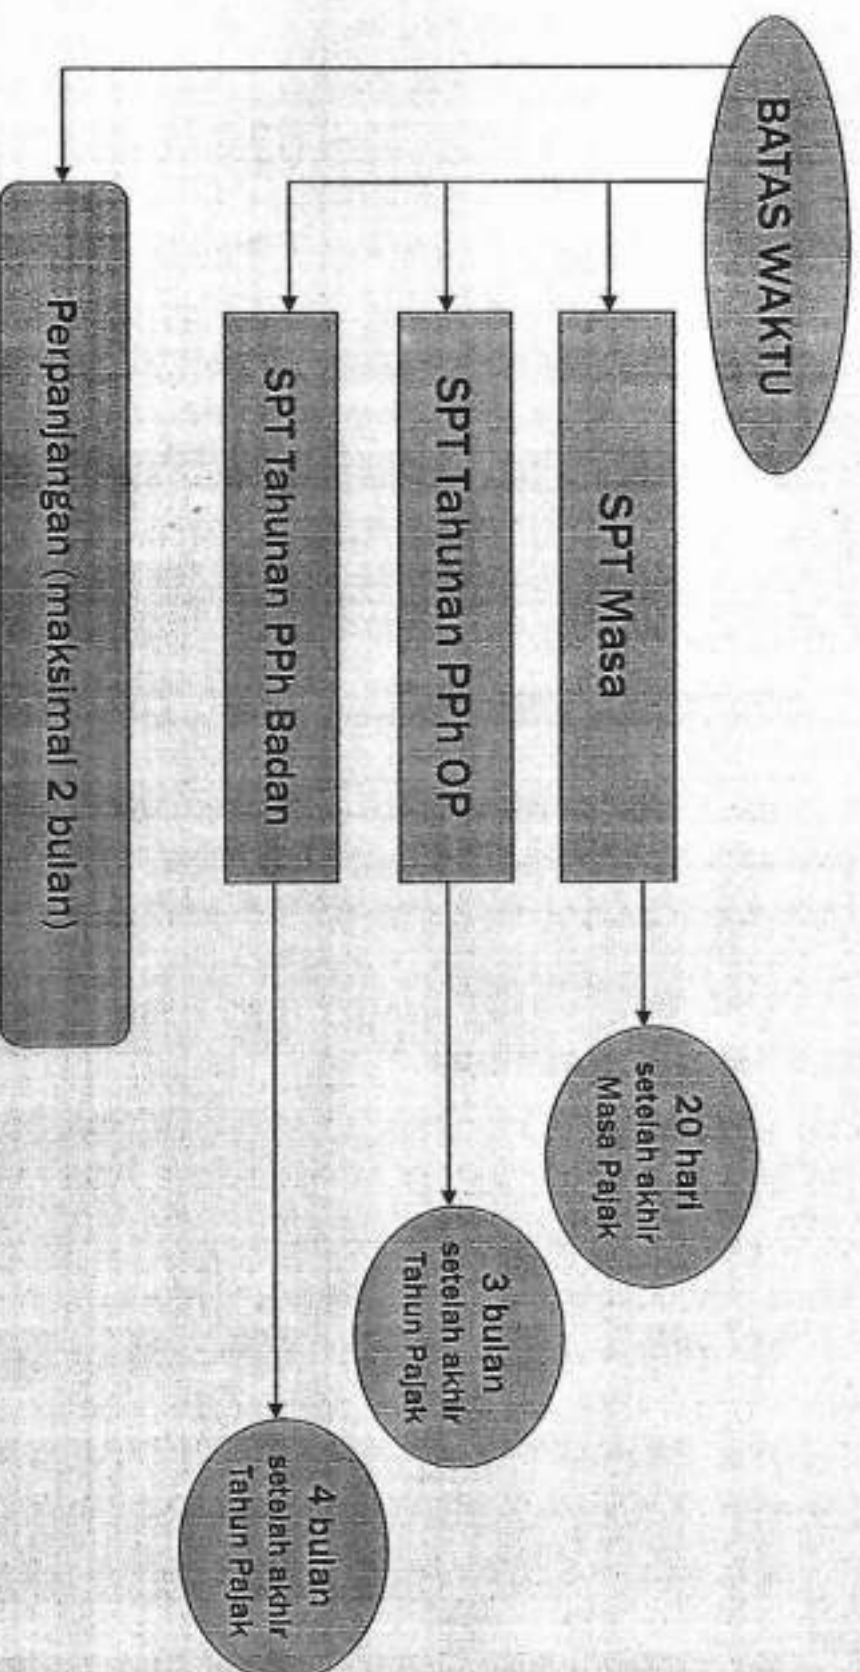 BATAS WAKTU
SPT Masa
20 hari
setelah akhir
Masa Pajak
SPT Tahunan PPh OP
3 bulan
setelah akhir
Tahun Pajak
SPT Tahunan PPh Badan
4 bulan
setelah akhir
Tahun Pajak
Perpanjangan (maksimal 2 bulan)